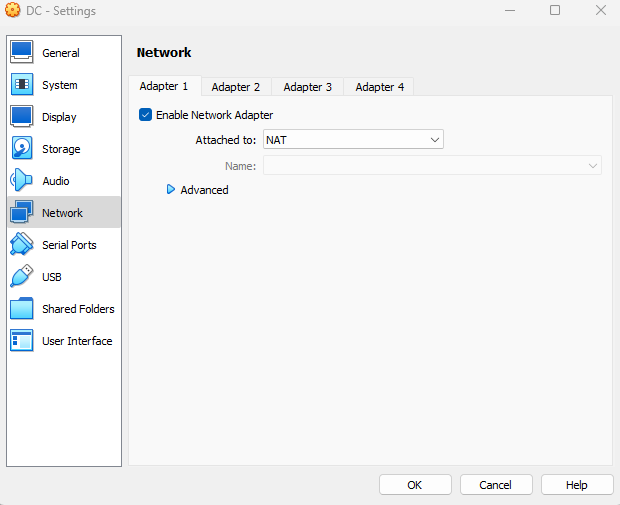 DC - Settings
General
System
Display
Storage
Audio
Network
Serial Ports
USB
Shared Folders
User Interface
Network
Adapter 1 Adapter 2 Adapter 3 Adapter 4
Enable Network Adapter
Attached to: NAT
Name:
Advanced
OK Cancel Help